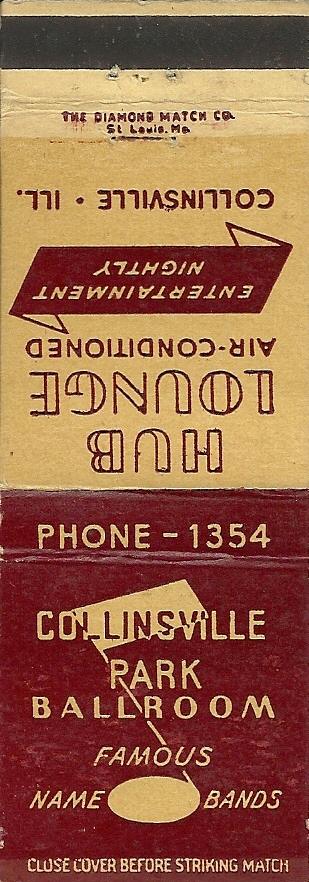 THE DIAMOND MATCH CO.
St. Louis, Mo.
HUB
LOUNGE
AIR-CONDITIONED
ENTERTAINMENT
NIGHTLY
COLLINSVILLE • ILL.
PHONE - 1354
COLLINSVILLE
PARK
BALLROOM
FAMOUS
NAME BANDS
CLOSE COVER BEFORE STRIKING MATCH